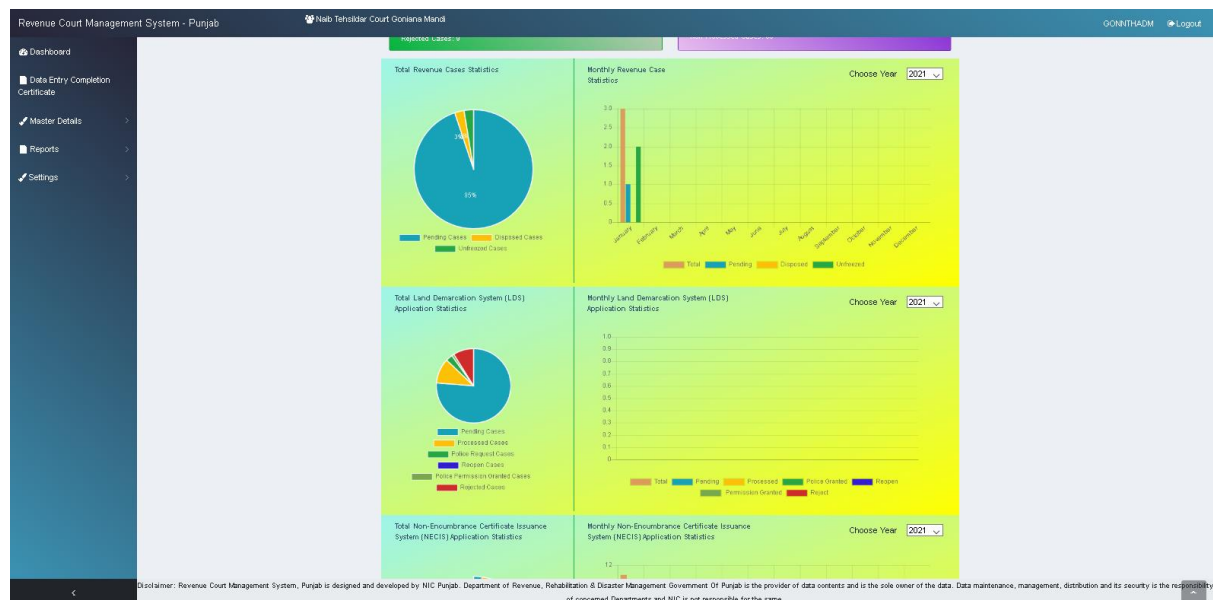 Revenue Court Management System - Punjab
Naib Tehsildar Court Goniana Mandi
GONNTHADM
Logout
Dashboard
Data Entry Completion
Certificate
Master Details
Reports
Settings
Rejected Cases: 9
Total Revenue Cases Statistics
Pending Cases
Disposed Cases
Unfreezed Cases
Monthly Revenue Case
Statistics
Choose Year 2021
3.0
2.5
2.0
1.5
1.0
0.5
0
January February March April May June July August September October November December
Total Pending Disposed Unfreezed
Total Land Demarcation System (LDS)
Application Statistics
Pending Cases
Processed Cases
Police Request Cases
Reopen Cases
Police Permission Granted Cases
Rejected Cases
Monthly Land Demarcation System (LDS)
Application Statistics
Choose Year 2021
1.0
0.9
0.8
0.7
0.6
0.5
0.4
0.3
0.2
0.1
0
Total Pending Processed Police Granted Reopen
Permission Granted Reject
Total Non-Encumbrance Certificate Issuance
System (NECIS) Application Statistics
Monthly Non-Encumbrance Certificate Issuance
System (NECIS) Application Statistics
Choose Year 2021
12
Disclaimer: Revenue Court Management System, Punjab is designed and developed by NIC Punjab. Department of Revenue, Rehabilitation & Disaster Management Government Of Punjab is the provider of data contents and is the sole owner of the data. Data maintenance, management, distribution and its security is the responsibility
of concerned Departments and NIC is not responsible for the same